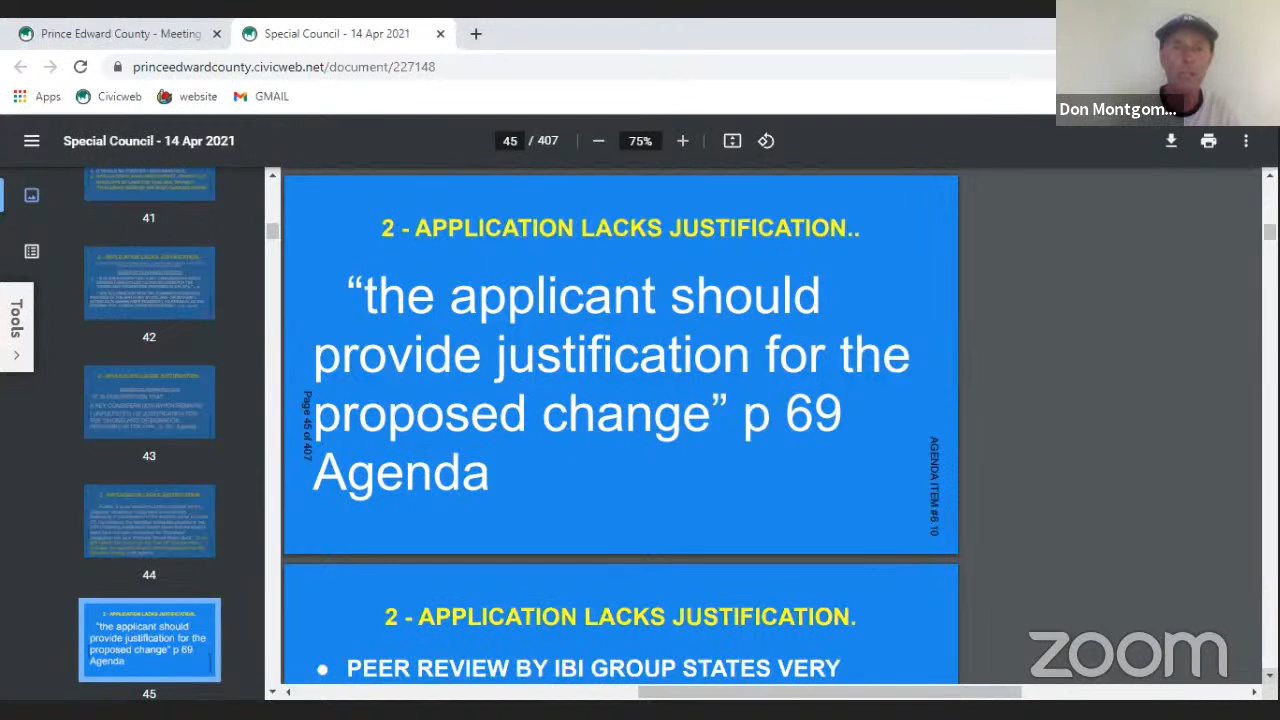 Prince Edward County - Meeting
Special Council - 14 Apr 2021
princeedwardcounty.civicweb.net/document/227148
Apps
Civicweb
website
GMAIL
Don Montgom...
Special Council - 14 Apr 2021
45 / 407
75%
41
42
43
44
2 - APPLICATION LACKS JUSTIFICATION..
“the applicant should
provide justification for the
proposed change” p 69
Agenda
45
Tools
2 - APPLICATION LACKS JUSTIFICATION..
“the applicant should
provide justification for the
proposed change” p 69
Agenda
Page 45 of 407
AGENDA ITEM #6.10
2 - APPLICATION LACKS JUSTIFICATION.
• PEER REVIEW BY IBI GROUP STATES VERY
zoom